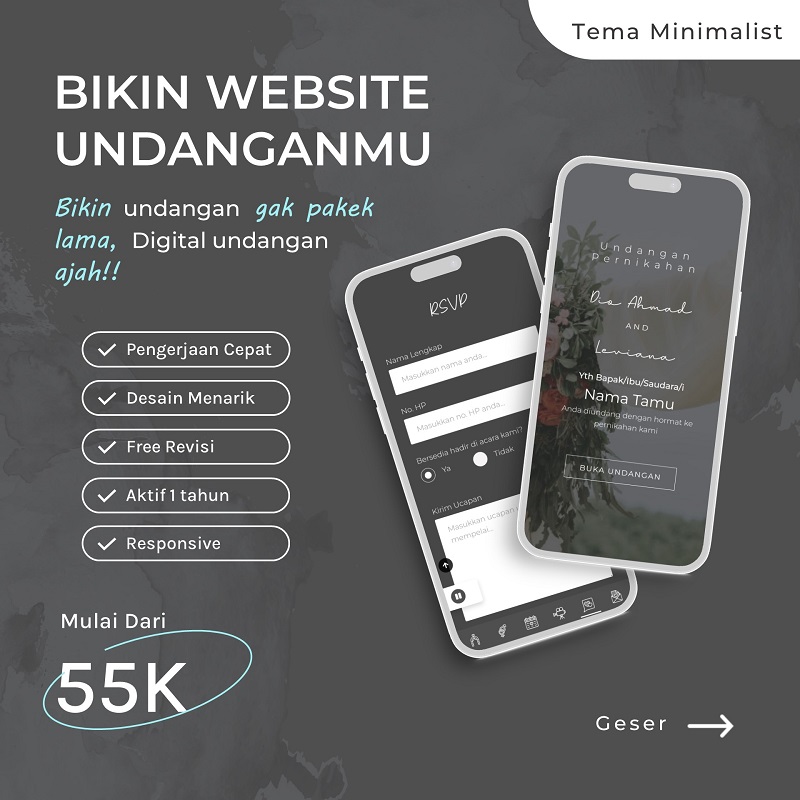 Tema Minimalist
BIKIN WEBSITE
UNDANGANMU
Bikin undangan gak pakek
lama, Digital undangan
ajah!!
Pengerjaan Cepat
Desain Menarik
Free Revisi
Aktif 1 tahun
Responsive
Mulai Dari
55K
RSVP
Nama Lengkap
Masukkan nama anda...
No. HP
Masukkan no. HP anda...
Bersedia hadir di acara kami?
Ya
Tidak
Kirim Ucapan
Masukkan ucapan
mempelai...
Undangan
pernikahan
Dio Ahmad
AND
Leviana
Yth Bapak/Ibu/Saudara/i
Nama Tamu
Anda diundang dengan hormat ke
pernikahan kami
BUKA UNDANGAN
Geser